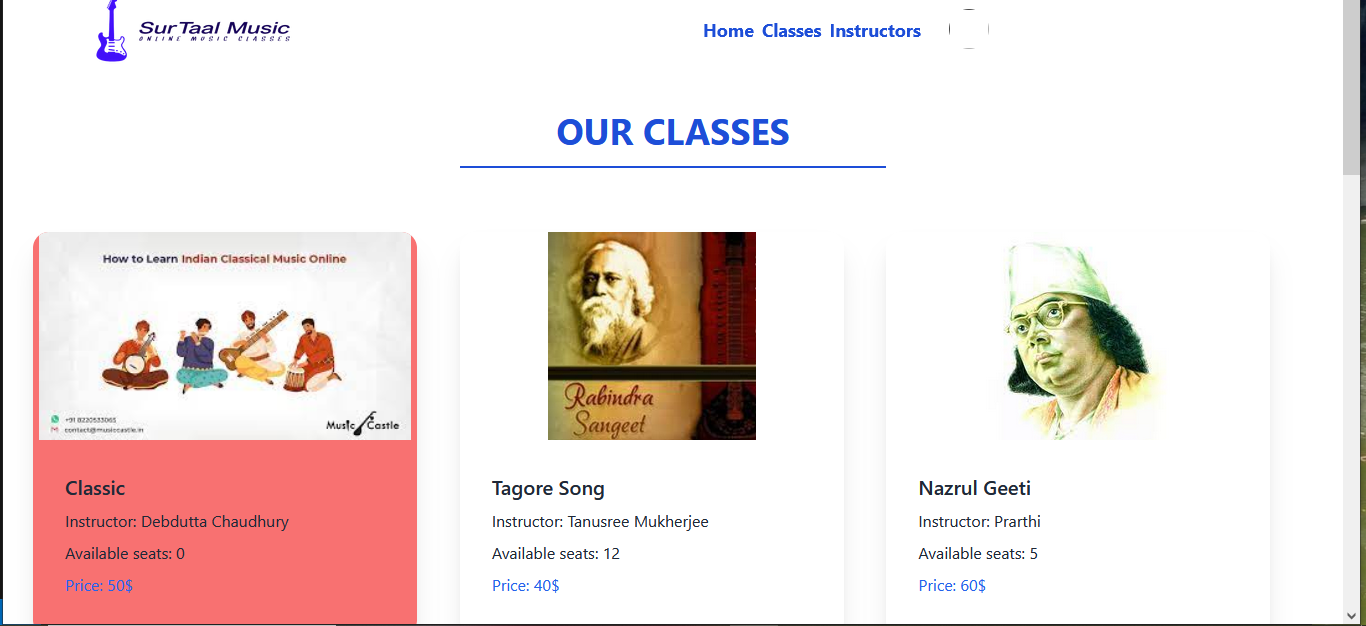 SurTaal Music
ONLINE MUSIC CLASSES
Home Classes Instructors
OUR CLASSES
How to Learn Indian Classical Music Online
+91 8220533065
contact@musiccastle.in
Music Castle
Rabindra
Sangeet
Classic
Instructor: Debdutta Chaudhury
Available seats: 0
Price: 50$
Tagore Song
Instructor: Tanusree Mukherjee
Available seats: 12
Price: 40$
Nazrul Geeti
Instructor: Prarthi
Available seats: 5
Price: 60$